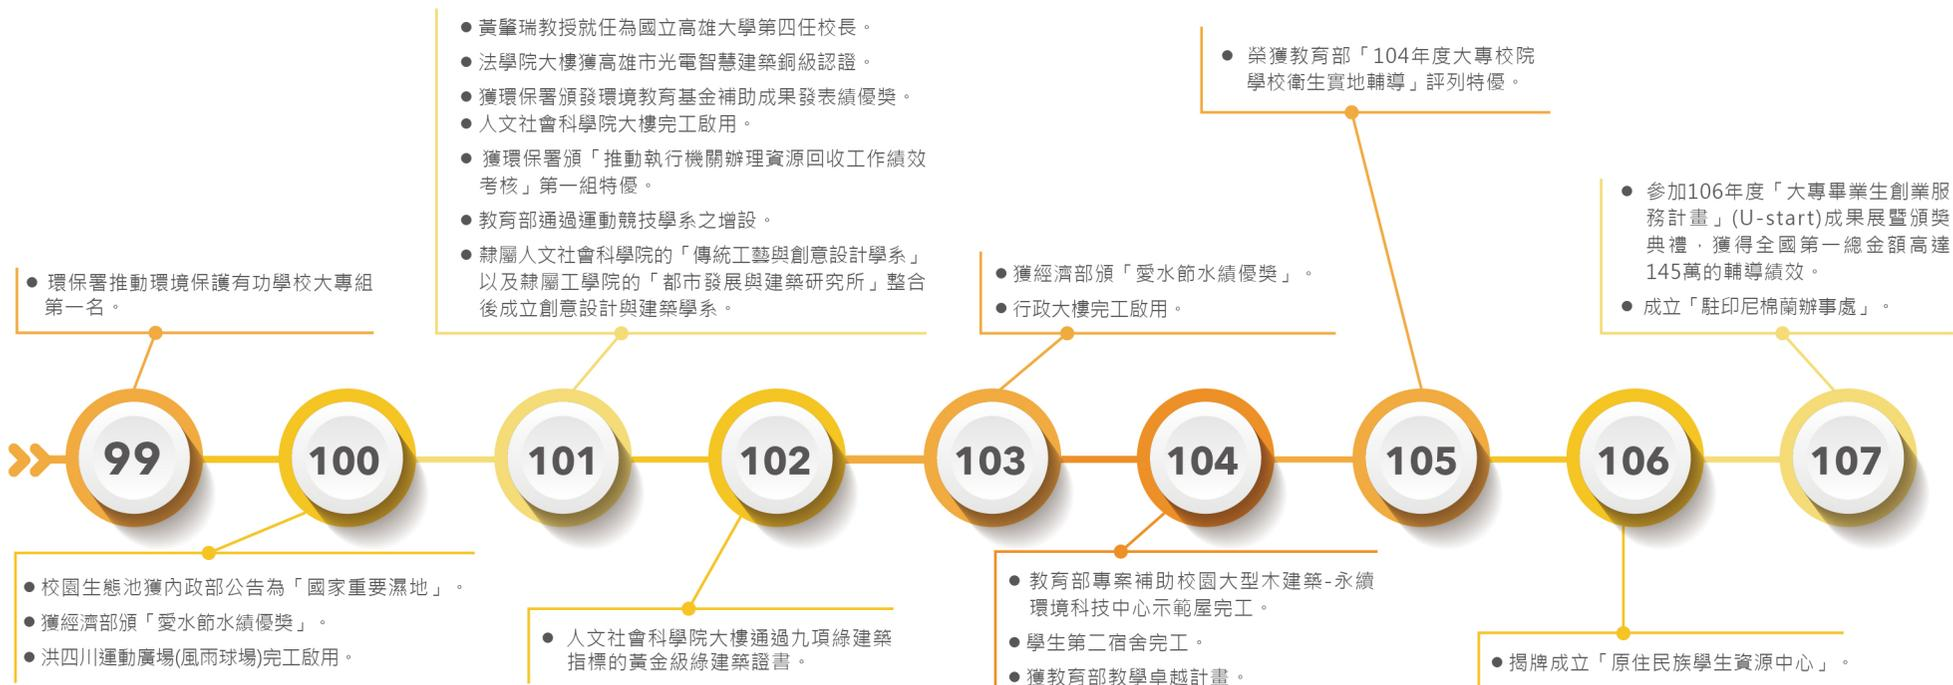 ● 黃肇瑞教授就任為國立高雄大學第四任校長。
● 法學院大樓獲高雄市光電智慧建築銅級認證。
● 獲環保署頒發環境教育基金補助成果發表績優獎。
● 人文社會科學院大樓完工啟用。
● 獲環保署頒「推動執行機關辦理資源回收工作績效
考核」第一組特優。
● 教育部通過運動競技學系之增設。
● 隸屬人文社會科學院的「傳統工藝與創意設計學系」
以及隸屬工學院的「都市發展與建築研究所」整合
後成立創意設計與建築學系。
● 榮獲教育部「104年度大專校院
學校衛生實地輔導」評列特優。
● 參加106年度「大專畢業生創業服
務計畫」(U-start)成果展暨頒獎
典禮，獲得全國第一總金額高達
145萬的輔導績效。
● 成立「駐印尼棉蘭辦事處」。
● 環保署推動環境保護有功學校大專組
第一名。
● 獲經濟部頒「愛水節水績優獎」。
● 行政大樓完工啟用。
99
100
101
102
103
104
105
106
107
● 校園生態池獲內政部公告為「國家重要濕地」。
● 獲經濟部頒「愛水節水績優獎」。
● 洪四川運動廣場(風雨球場)完工啟用。
● 人文社會科學院大樓通過九項綠建築
指標的黃金級綠建築證書。
● 教育部專案補助校園大型木建築-永續
環境科技中心示範屋完工。
● 學生第二宿舍完工。
● 獲教育部教學卓越計畫。
● 揭牌成立「原住民族學生資源中心」。